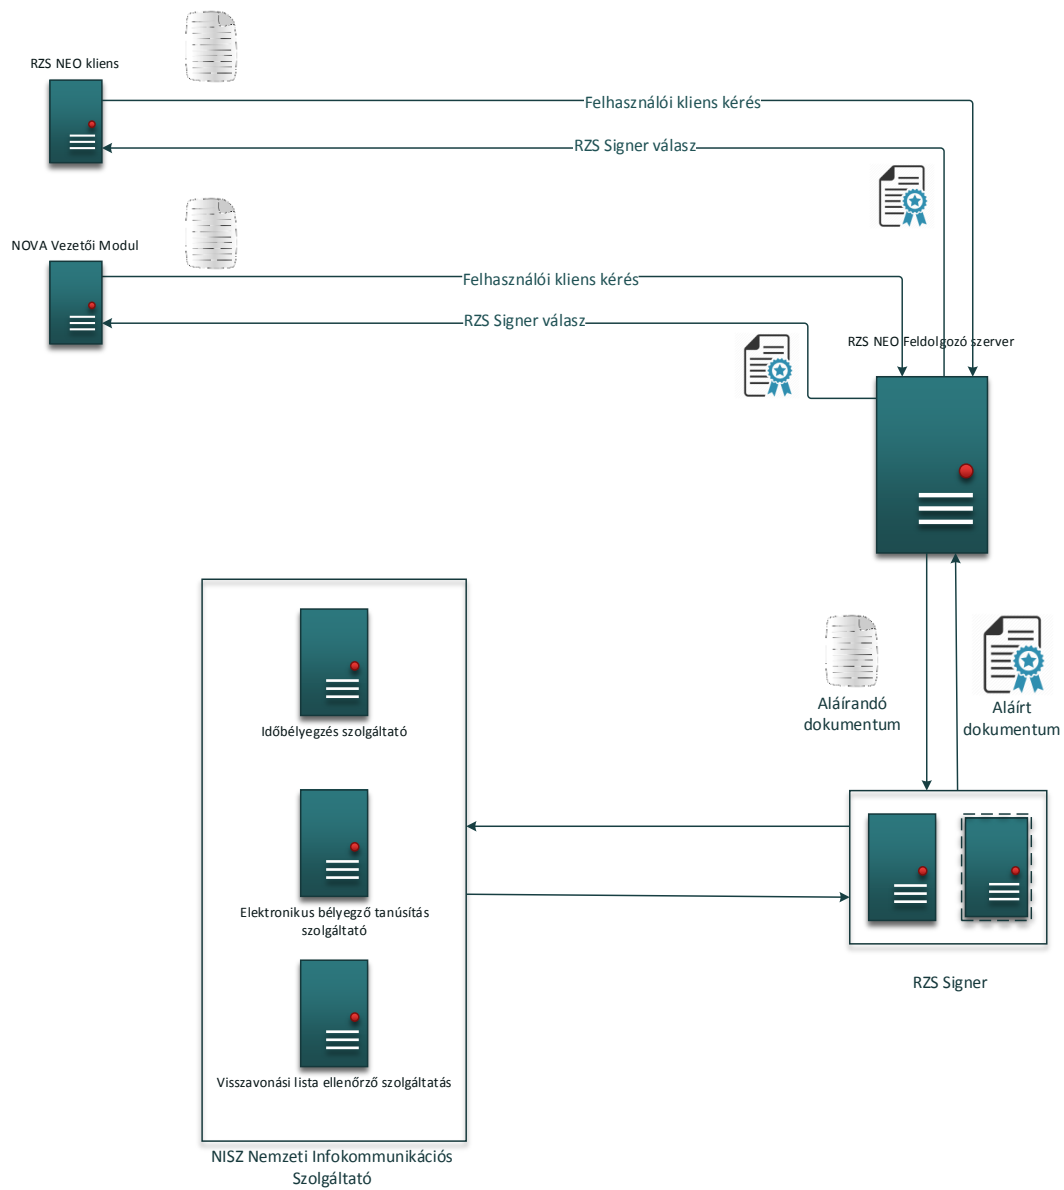 RZS NEO kliens
Felhasználói kliens kérés
RZS Signer válasz
NOVA Vezetői Modul
Felhasználói kliens kérés
RZS Signer válasz
RZS NEO Feldolgozó szerver
Aláírandó
dokumentum
Aláírt
dokumentum
Időbélyegzés szolgáltató
Elektronikus bélyegző tanúsítás
szolgáltató
Visszavonási lista ellenőrző szolgáltatás
RZS Signer
NISZ Nemzeti Infokommunikációs
Szolgáltató